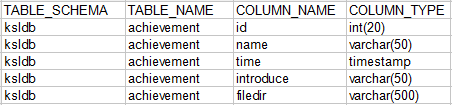 TABLE_SCHEMA TABLE_NAME COLUMN_NAME COLUMN_TYPE
ksldb achievement id int(20)
ksldb achievement name varchar(50)
ksldb achievement time timestamp
ksldb achievement introduce varchar(50)
ksldb achievement filedir varchar(500)